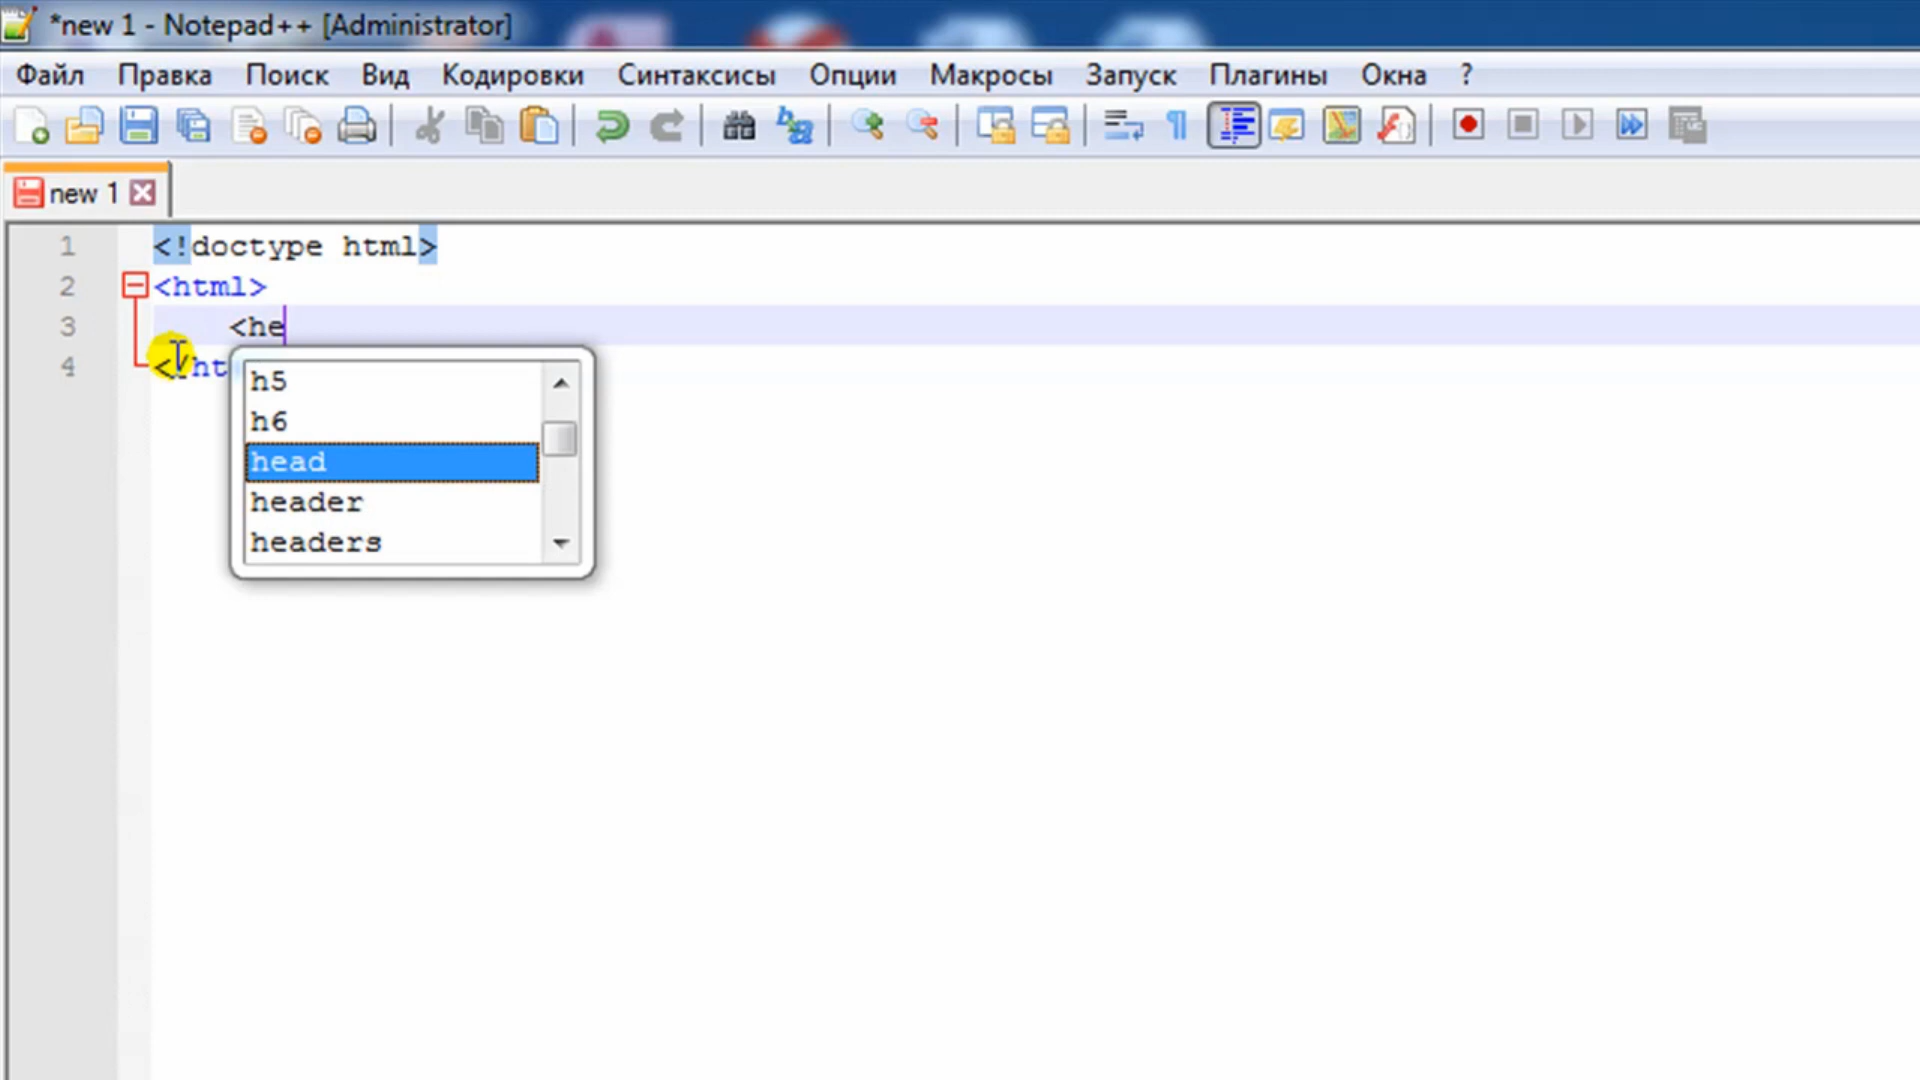 *new 1 - Notepad++ [Administrator]
Файл Правка Поиск Вид Кодировки Синтаксисы Опции Макросы Запуск Плагины Окна ?
new 1
1 <!doctype html>
2 <html>
3 <he
4 </ht
h5
h6
head
header
headers